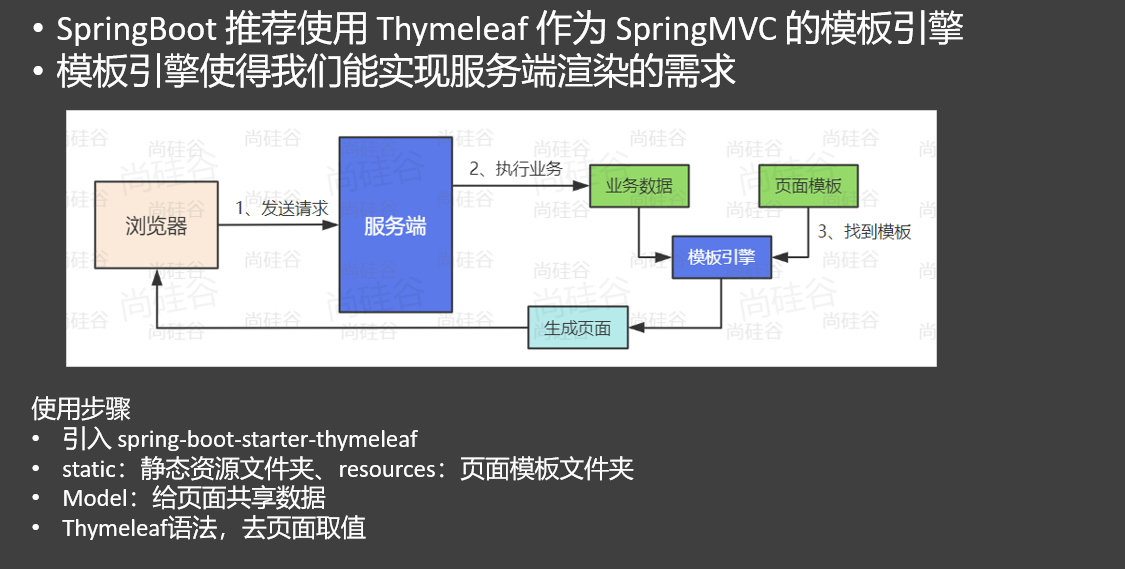 • SpringBoot 推荐使用 Thymeleaf 作为 SpringMVC 的模板引擎
• 模板引擎使得我们能实现服务端渲染的需求
尚硅谷
2、执行业务
业务数据
页面模板
浏览器
1、发送请求
服务端
3、找到模板
模板引擎
生成页面
使用步骤
• 引入 spring-boot-starter-thymeleaf
• static：静态资源文件夹、resources：页面模板文件夹
• Model：给页面共享数据
• Thymeleaf语法，去页面取值